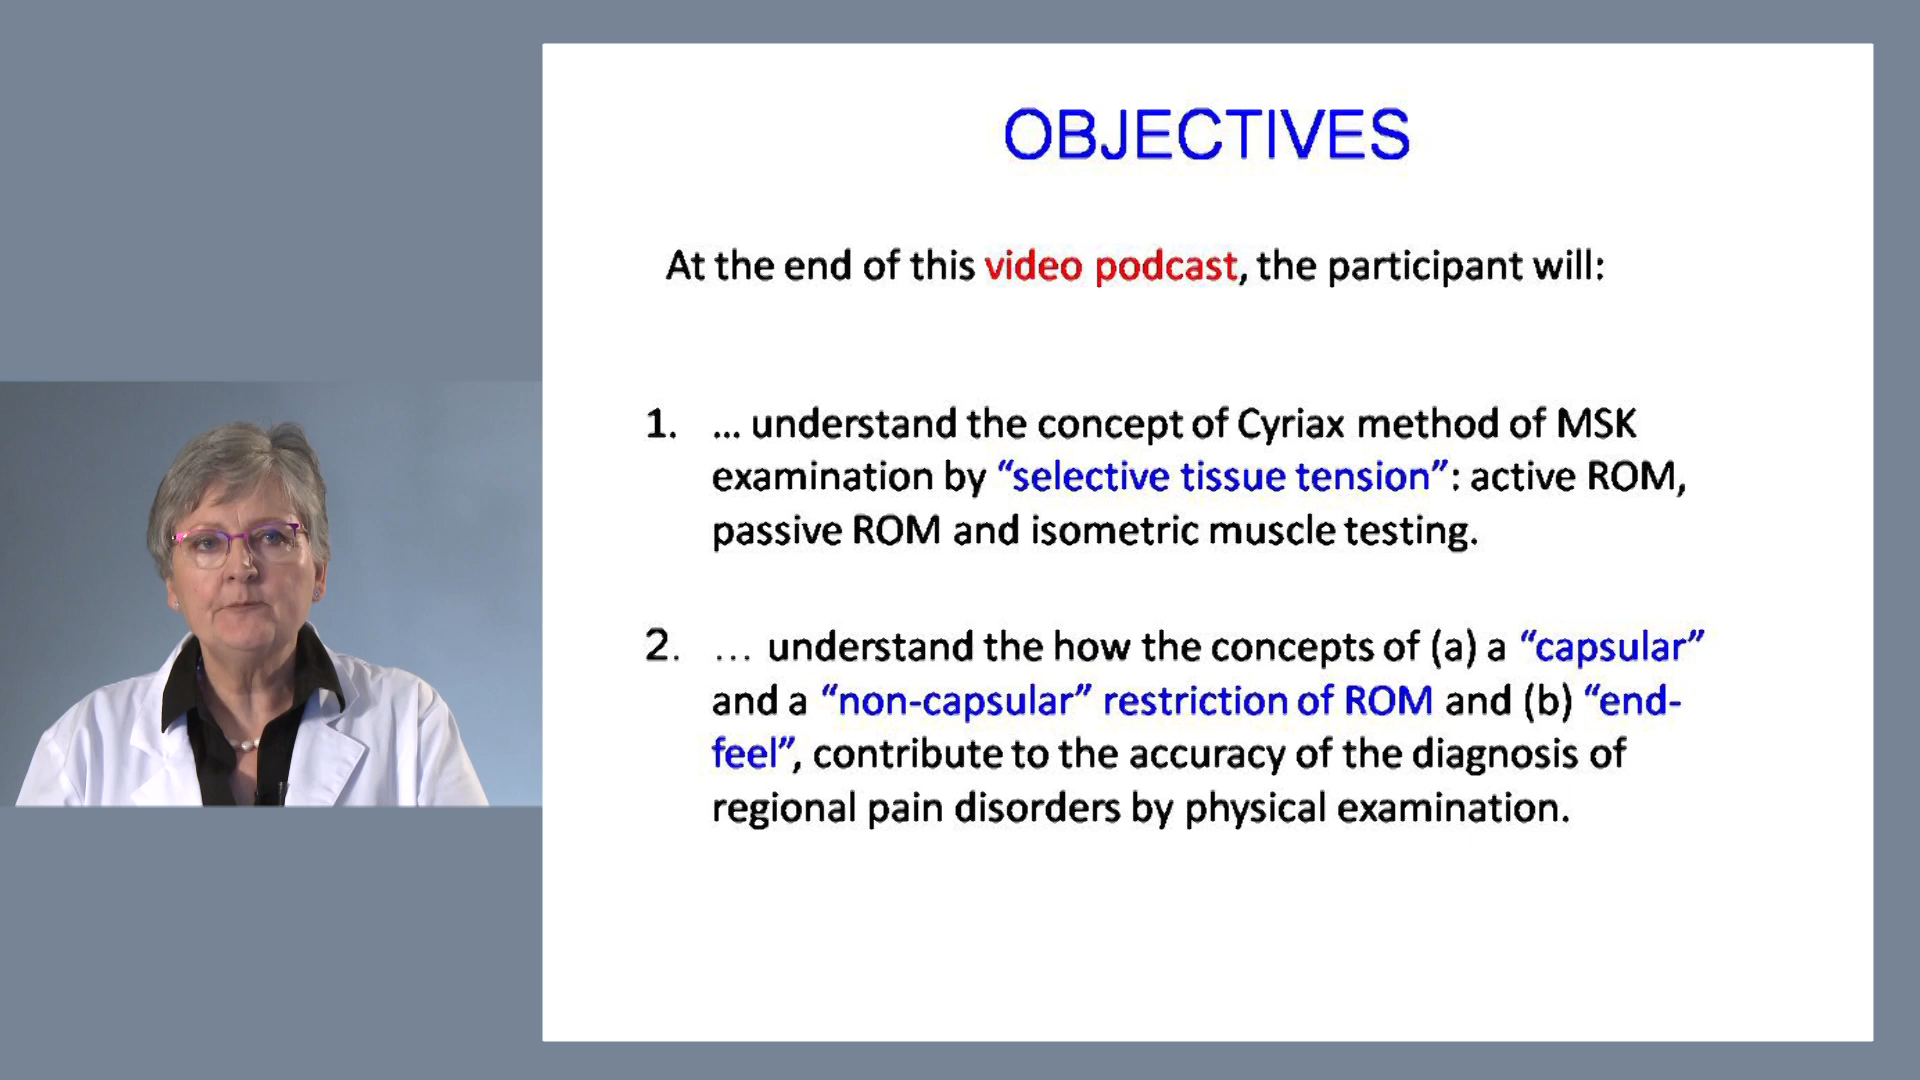 OBJECTIVES
At the end of this video podcast, the participant will:
1. ... understand the concept of Cyriax method of MSK
examination by “selective tissue tension”: active ROM,
passive ROM and isometric muscle testing.
2. ... understand the how the concepts of (a) a “capsular”
and a “non-capsular” restriction of ROM and (b) “end-
feel”, contribute to the accuracy of the diagnosis of
regional pain disorders by physical examination.